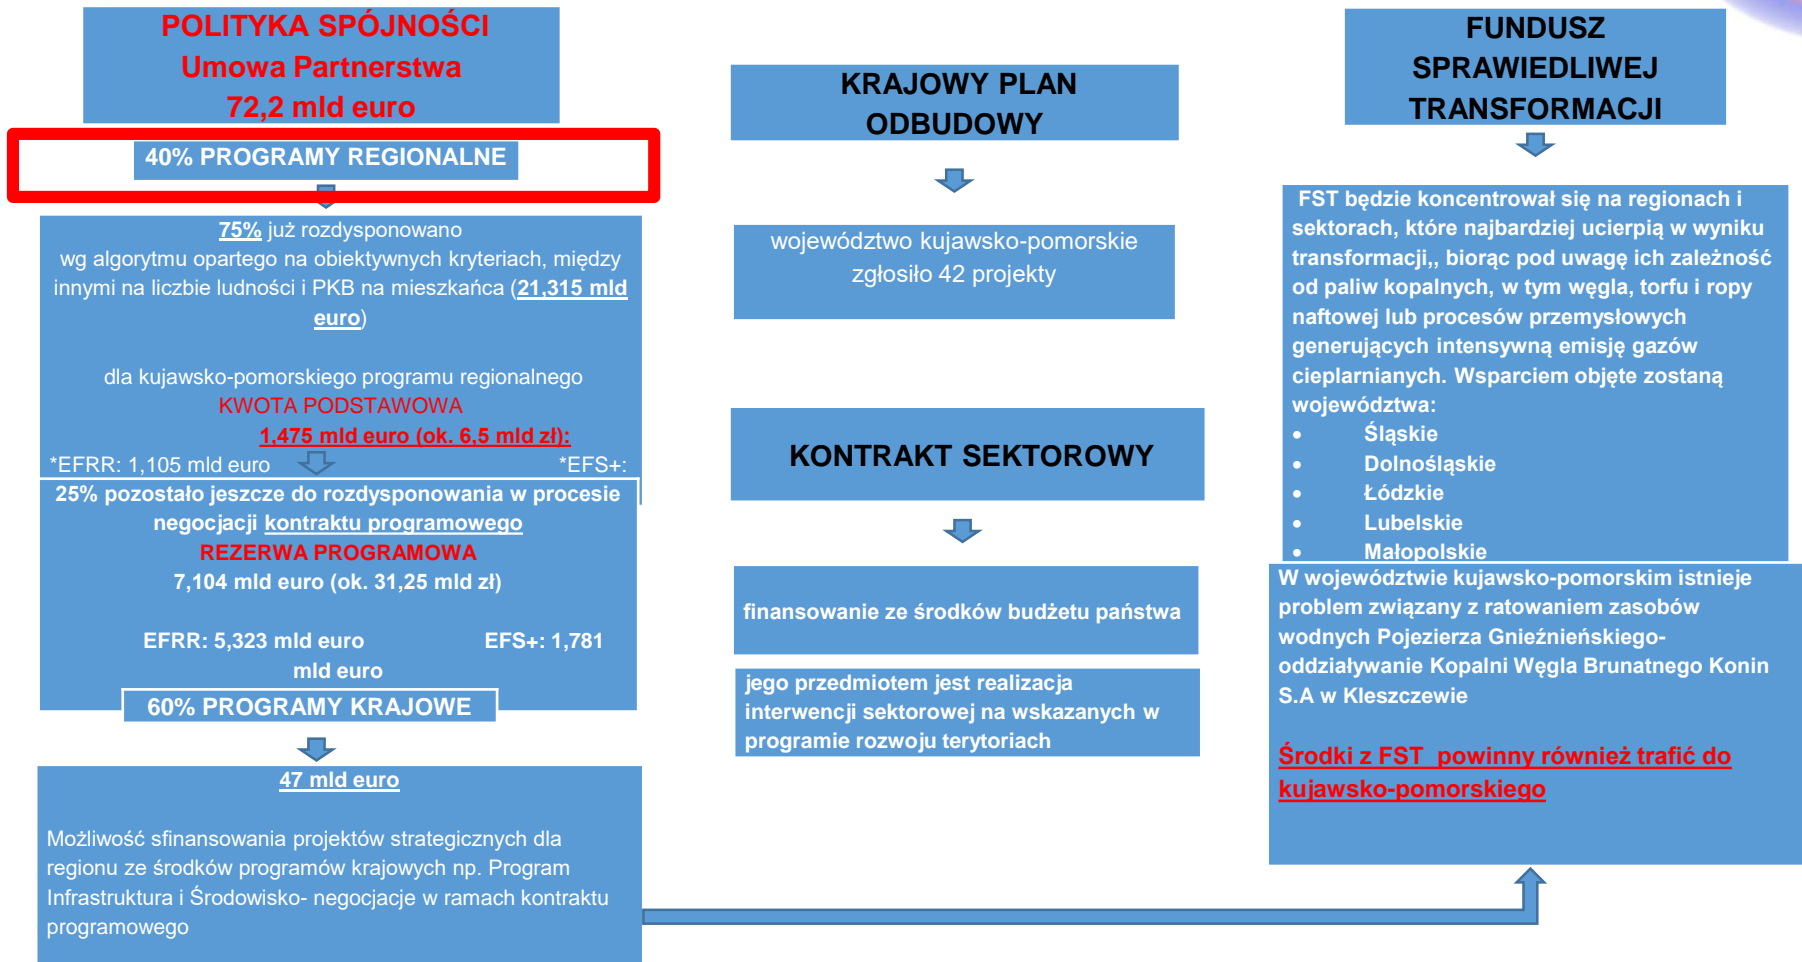 POLITYKA SPÓJNOŚCI
Umowa Partnerstwa
72,2 mld euro
40% PROGRAMY REGIONALNE
75% już rozdysponowano
wg algorytmu opartego na obiektywnych kryteriach, między
innymi na liczbie ludności i PKB na mieszkańca (21,315 mld
euro)
dla kujawsko-pomorskiego programu regionalnego
KWOTA PODSTAWOWA
1,475 mld euro (ok. 6,5 mld zł):
*EFRR: 1,105 mld euro *EFS+:
25% pozostało jeszcze do rozdysponowania w procesie
negocjacji kontraktu programowego
REZERWA PROGRAMOWA
7,104 mld euro (ok. 31,25 mld zł)
EFRR: 5,323 mld euro EFS+: 1,781
mld euro
60% PROGRAMY KRAJOWE
47 mld euro
Możliwość sfinansowania projektów strategicznych dla
regionu ze środków programów krajowych np. Program
Infrastruktura i Środowisko- negocjacje w ramach kontraktu
programowego
KRAJOWY PLAN
ODBUDOWY
województwo kujawsko-pomorskie
zgłosiło 42 projekty
KONTRAKT SEKTOROWY
finansowanie ze środków budżetu państwa
jego przedmiotem jest realizacja
interwencji sektorowej na wskazanych w
programie rozwoju terytoriach
FUNDUSZ
SPRAWIEDLIWEJ
TRANSFORMACJI
FST będzie koncentrował się na regionach i
sektorach, które najbardziej ucierpią w wyniku
transformacji,, biorąc pod uwagę ich zależność
od paliw kopalnych, w tym węgla, torfu i ropy
naftowej lub procesów przemysłowych
generujących intensywną emisję gazów
cieplarnianych. Wsparciem objęte zostaną
województwa:
• Śląskie
• Dolnośląskie
• Łódzkie
• Lubelskie
• Małopolskie
W województwie kujawsko-pomorskim istnieje
problem związany z ratowaniem zasobów
wodnych Pojezierza Gnieźnieńskiego-
oddziaływanie Kopalni Węgla Brunatnego Konin
S.A w Kleszczewie
Środki z FST powinny również trafić do
kujawsko-pomorskiego